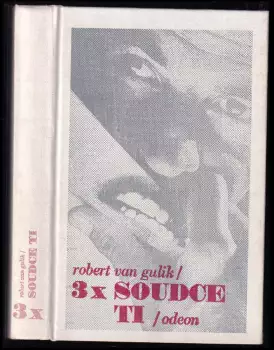 robert van gulik/
3 x SOUDCE
TI /odeon
robert van gulik/
SOUDCE TI
3 x